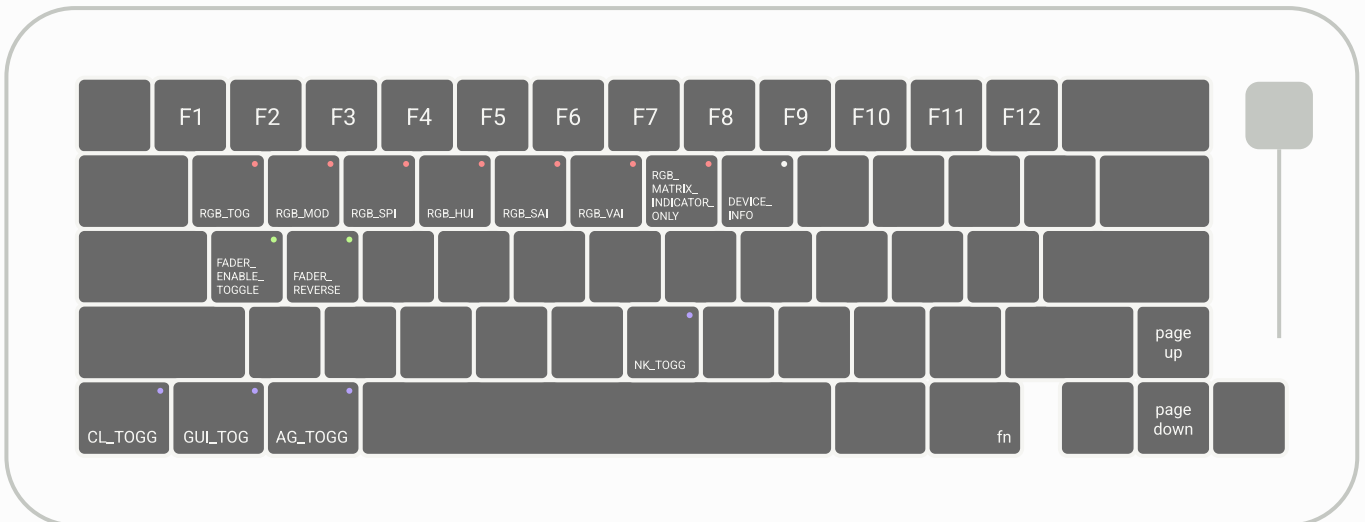 F1
F2
F3
F4
F5
F6
F7
F8
F9
F10
F11
F12
RGB_TOG
RGB_MOD
RGB_SPI
RGB_HUI
RGB_SAI
RGB_VAI
RGB_
MATRIX_
INDICATOR_
ONLY
DEVICE_
INFO
FADER_
ENABLE_
TOGGLE
FADER_
REVERSE
NK_TOGG
page
up
CL_TOGG
GUI_TOG
AG_TOGG
fn
page
down